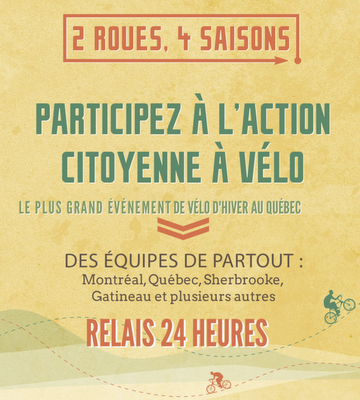 2 ROUES, 4 SAISONS
PARTICIPEZ À L'ACTION
CITOYENNE À VÉLO
LE PLUS GRAND ÉVÉNEMENT DE VÉLO D'HIVER AU QUÉBEC
DES ÉQUIPES DE PARTOUT :
Montréal, Québec, Sherbrooke,
Gatineau et plusieurs autres
RELAIS 24 HEURES